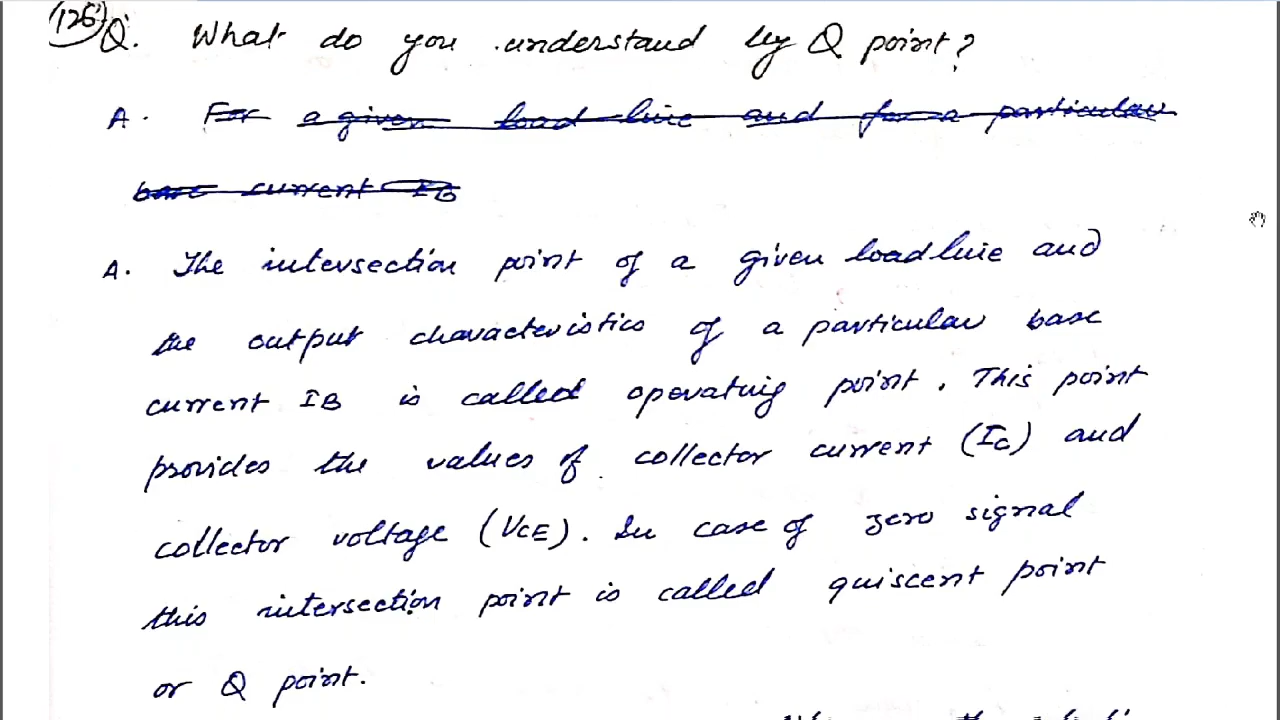 (126) Q. What do you understand by Q point?
A. For a given load line and for a particular
base current IB
A. The intersection point of a given loadline and
the output characteristics of a particular base
current IB is called operating point. This point
provides the values of collector current (IC) and
collector voltage (VCE). In case of zero signal
this intersection point is called quiscent point
or Q point.